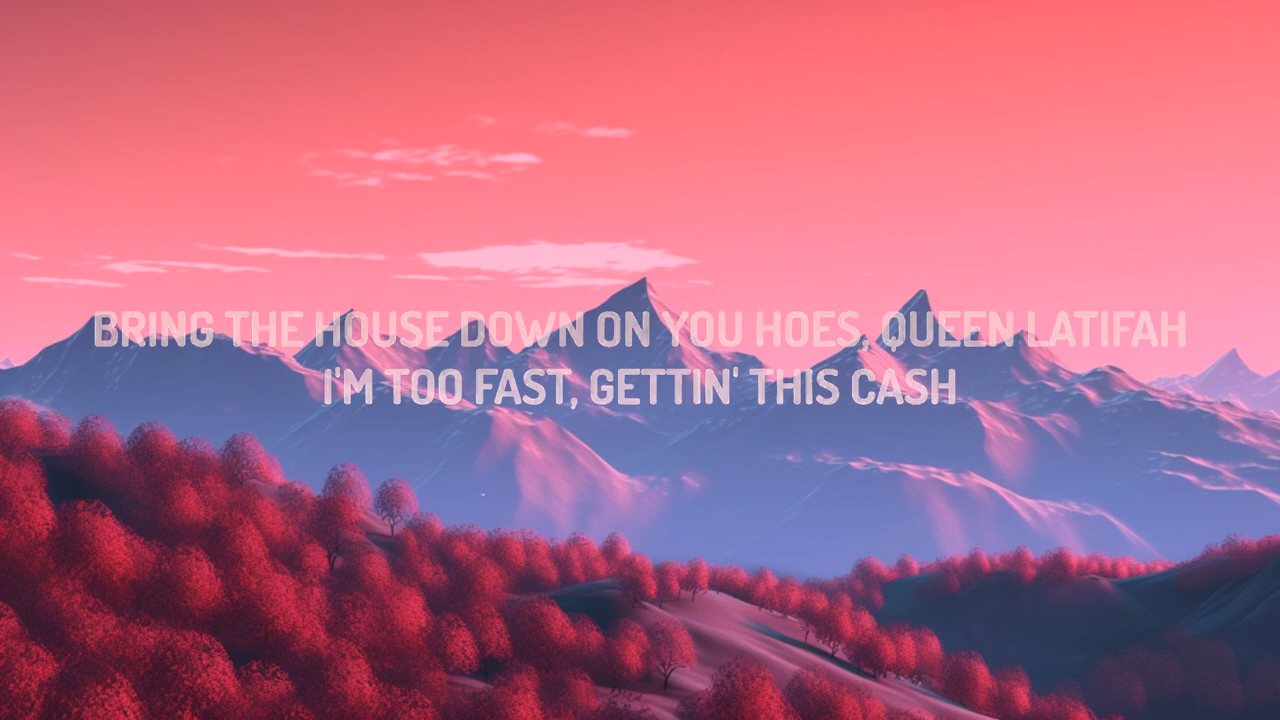 BRING THE HOUSE DOWN ON YOU HOES, QUEEN LATIFAH
I'M TOO FAST, GETTIN' THIS CASH